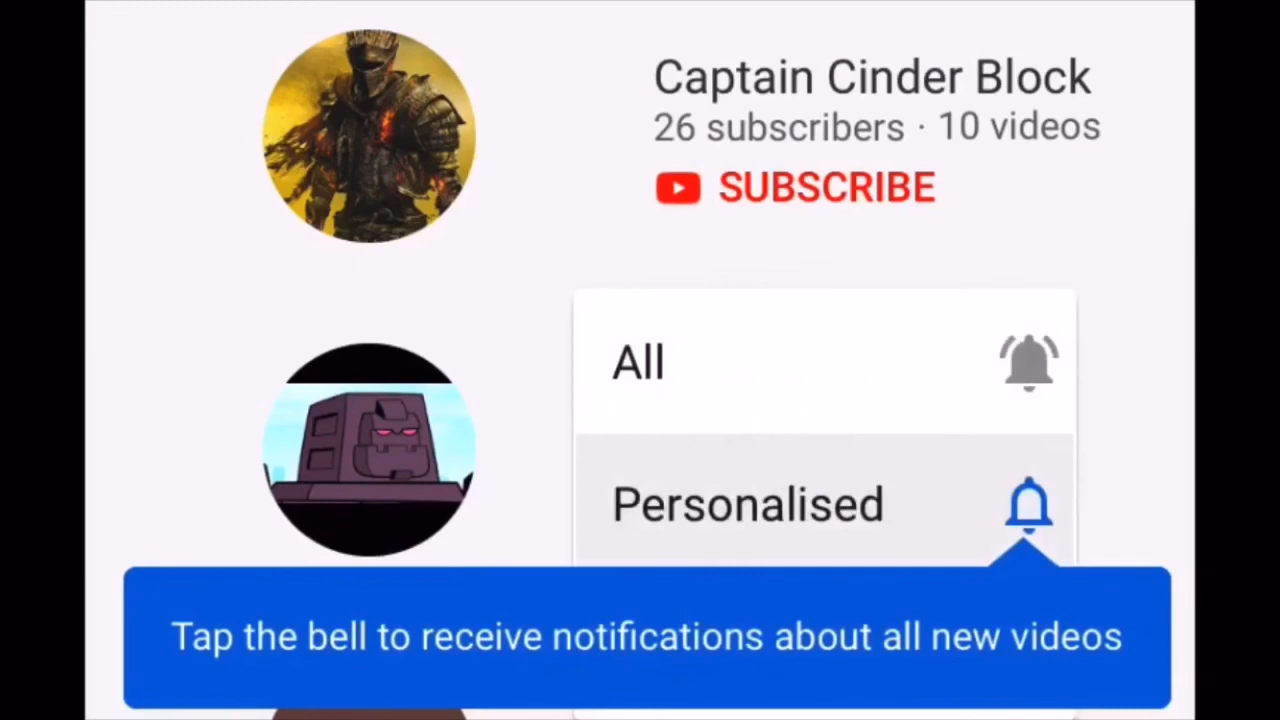 Captain Cinder Block
26 subscribers · 10 videos
SUBSCRIBE
All
Personalised
Tap the bell to receive notifications about all new videos